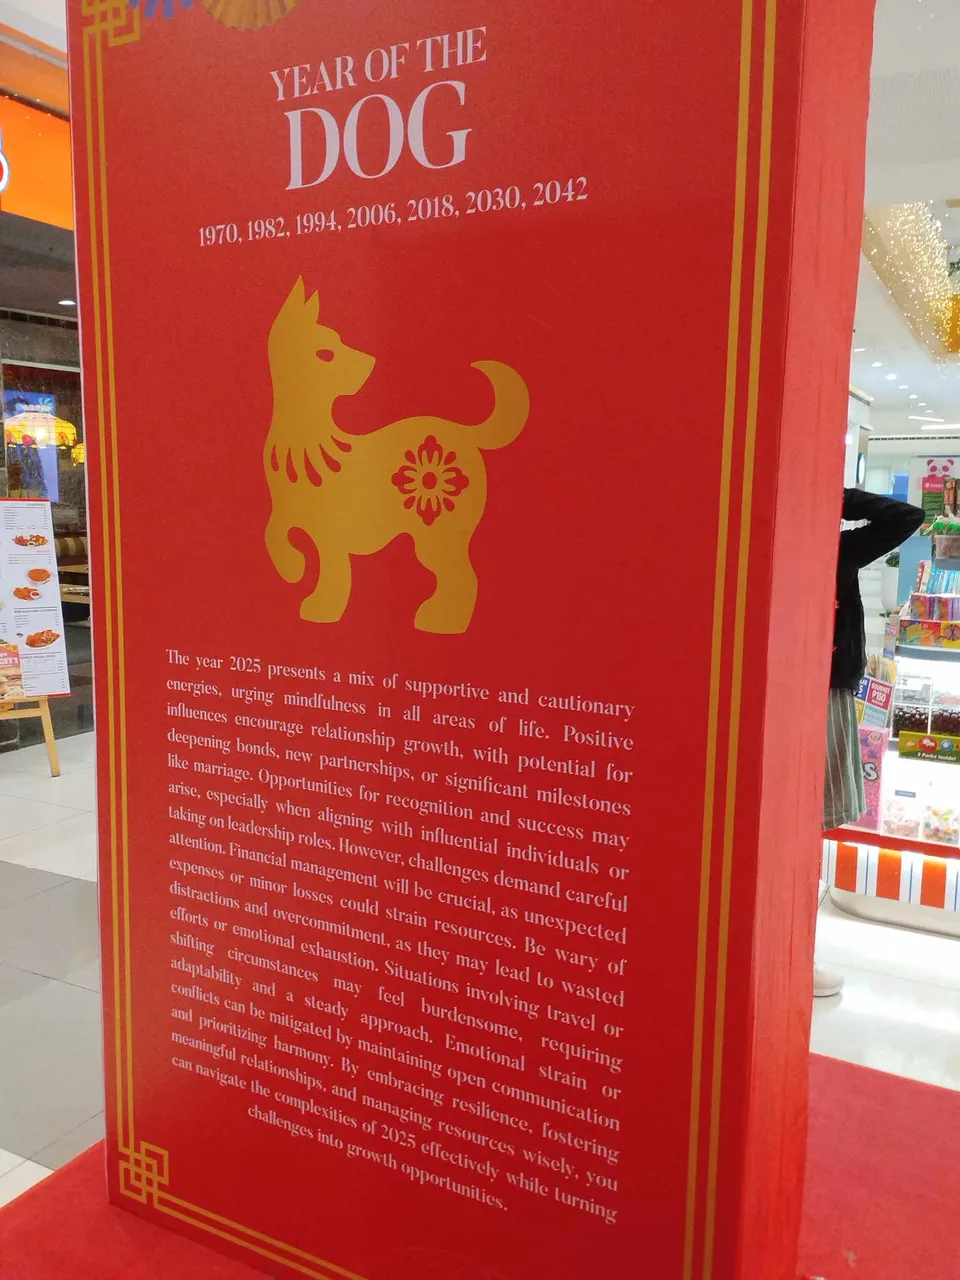 YEAR OF THE
DOG
1970, 1982, 1994, 2006, 2018, 2030, 2042
The year 2025 presents a mix of supportive and cautionary
energies, urging mindfulness in all areas of life. Positive
influences encourage relationship growth, with potential for
deepening bonds, new partnerships, or significant milestones
like marriage. Opportunities for recognition and success may
arise, especially when aligning with influential individuals or
taking on leadership roles. However, challenges demand careful
attention. Financial management will be crucial, as unexpected
expenses or minor losses could strain resources. Be wary of
distractions and overcommitment, as they may lead to wasted
efforts or emotional exhaustion. Situations involving travel or
shifting circumstances may feel burdensome, requiring
adaptability and a steady approach. Emotional strain or
conflicts can be mitigated by maintaining open communication
and prioritizing harmony. By embracing resilience, fostering
meaningful relationships, and managing resources wisely, you
can navigate the complexities of 2025 effectively while turning
challenges into growth opportunities.